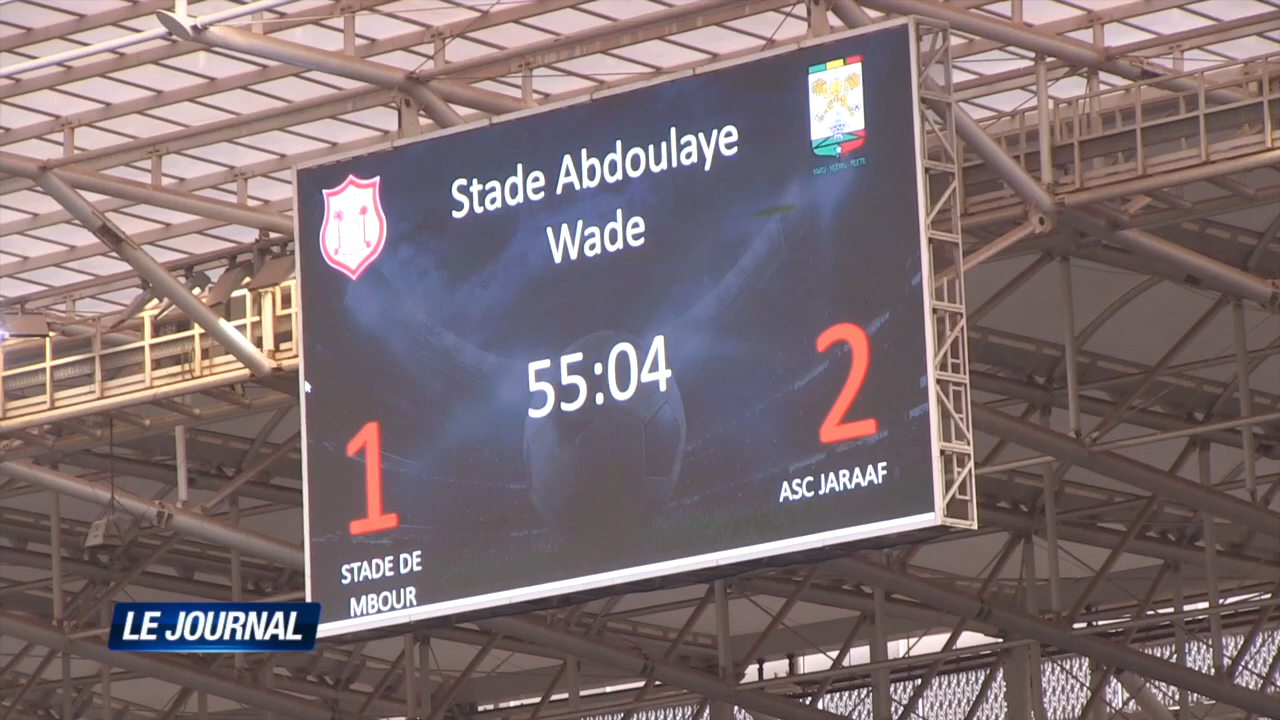 Stade Abdoulaye
Wade
55:04
1
2
STADE DE
MBOUR
ASC JARAAF
LE JOURNAL